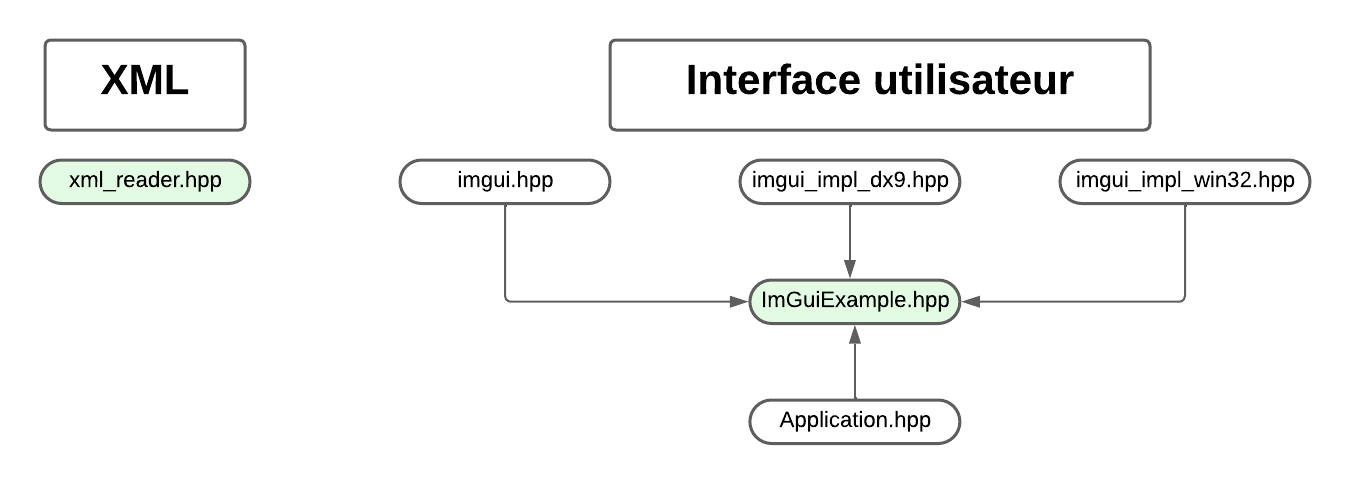 XML
Interface utilisateur
xml_reader.hpp
imgui.hpp
imgui_impl_dx9.hpp
imgui_impl_win32.hpp
ImGuiExample.hpp
Application.hpp